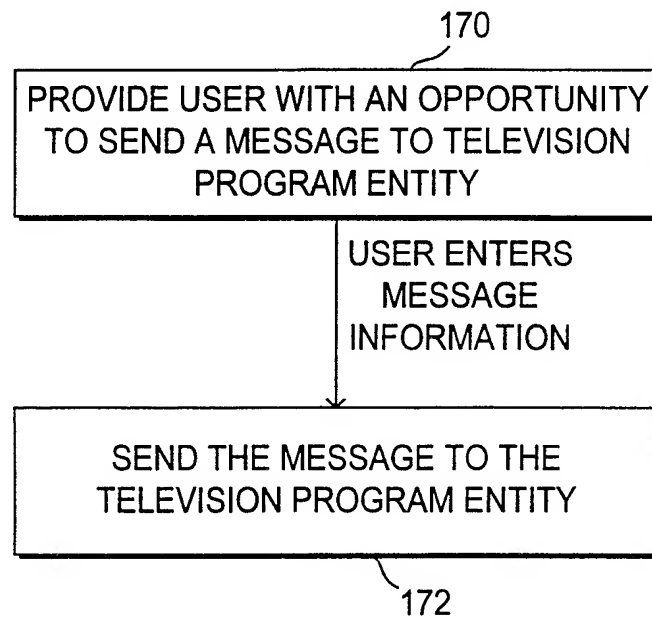 170
PROVIDE USER WITH AN OPPORTUNITY
TO SEND A MESSAGE TO TELEVISION
PROGRAM ENTITY
USER ENTERS
MESSAGE
INFORMATION
SEND THE MESSAGE TO THE
TELEVISION PROGRAM ENTITY
172